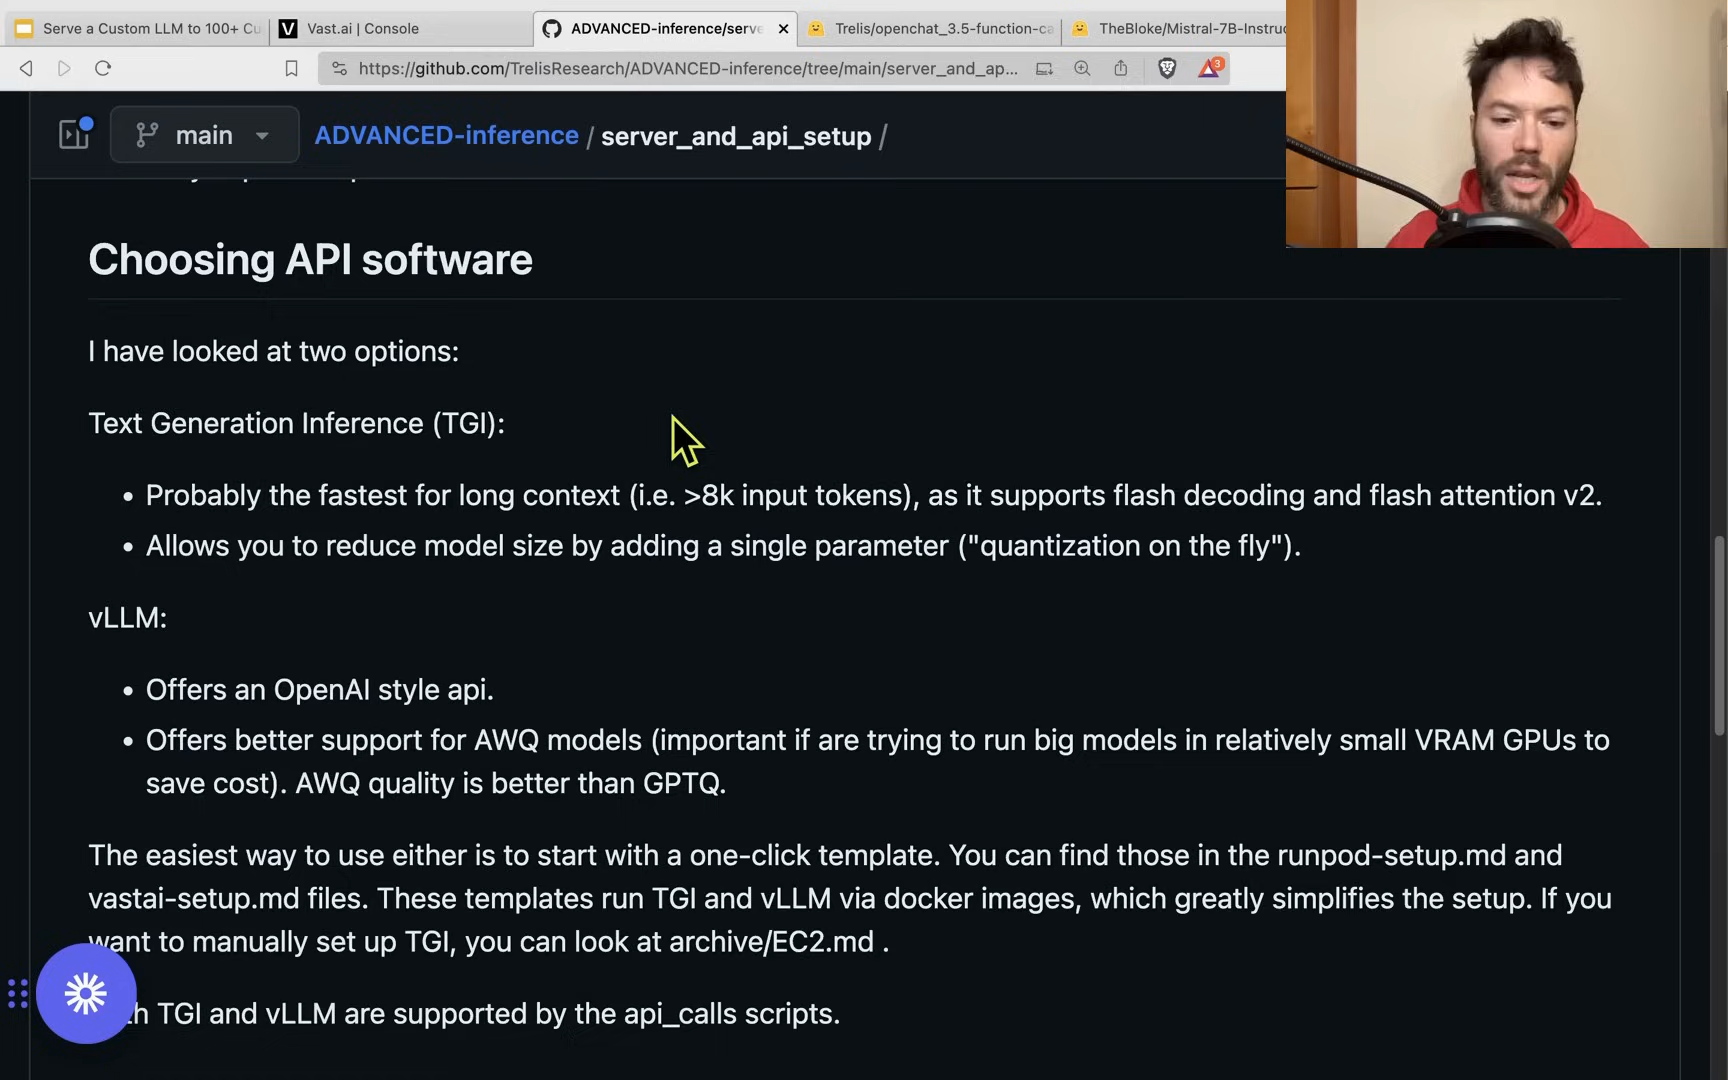 Serve a Custom LLM to 100+ Cu
Vast.ai | Console
ADVANCED-inference/serve
Trelis/openchat_3.5-function-ca
TheBloke/Mistral-7B-Instruc
https://github.com/TrelisResearch/ADVANCED-inference/tree/main/server_and_ap...
3
main
ADVANCED-inference / server_and_api_setup /
Choosing API software
I have looked at two options:
Text Generation Inference (TGI):
• Probably the fastest for long context (i.e. >8k input tokens), as it supports flash decoding and flash attention v2.
• Allows you to reduce model size by adding a single parameter ("quantization on the fly").
vLLM:
• Offers an OpenAI style api.
• Offers better support for AWQ models (important if are trying to run big models in relatively small VRAM GPUs to
save cost). AWQ quality is better than GPTQ.
The easiest way to use either is to start with a one-click template. You can find those in the runpod-setup.md and
vastai-setup.md files. These templates run TGI and vLLM via docker images, which greatly simplifies the setup. If you
want to manually set up TGI, you can look at archive/EC2.md .
TGI and vLLM are supported by the api_calls scripts.